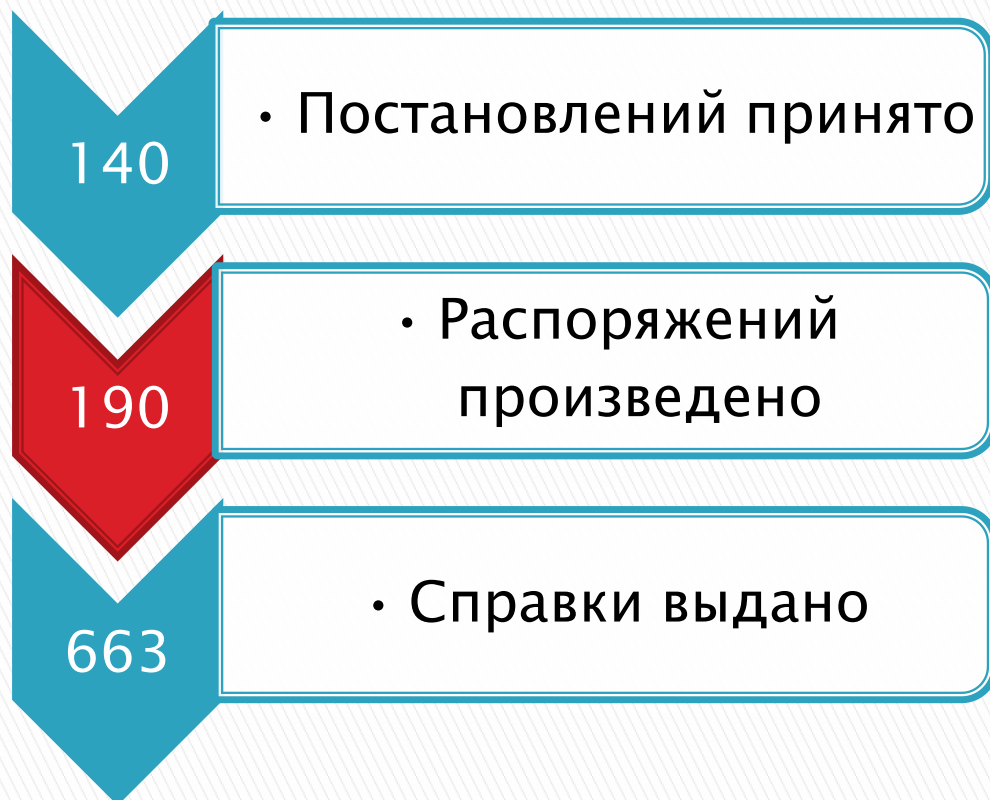 140
• Постановлений принято
190
• Распоряжений
произведено
663
• Справки выдано